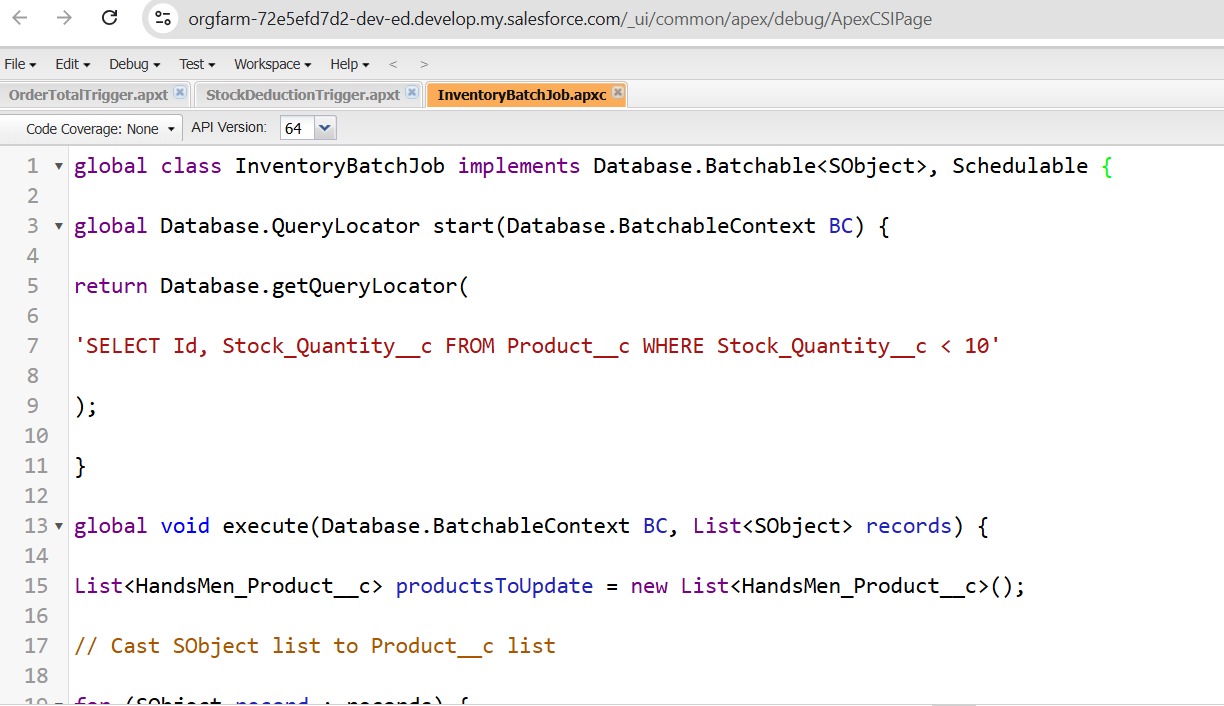 orgfarm-72e5efd7d2-dev-ed.develop.my.salesforce.com/_ui/common/apex/debug/ApexCSIPage
File Edit Debug Test Workspace Help < >
OrderTotalTrigger.apxt StockDeductionTrigger.apxt InventoryBatchJob.apxc
Code Coverage: None API Version: 64
1 global class InventoryBatchJob implements Database.Batchable<SObject>, Schedulable {
2
3 global Database.QueryLocator start(Database.BatchableContext BC) {
4
5 return Database.getQueryLocator(
6
7 'SELECT Id, Stock_Quantity__c FROM Product__c WHERE Stock_Quantity__c < 10'
8
9 );
10
11 }
12
13 global void execute(Database.BatchableContext BC, List<SObject> records) {
14
15 List<HandsMen_Product__c> productsToUpdate = new List<HandsMen_Product__c>();
16
17 // Cast SObject list to Product__c list
18
19 for (SObject record : records) {